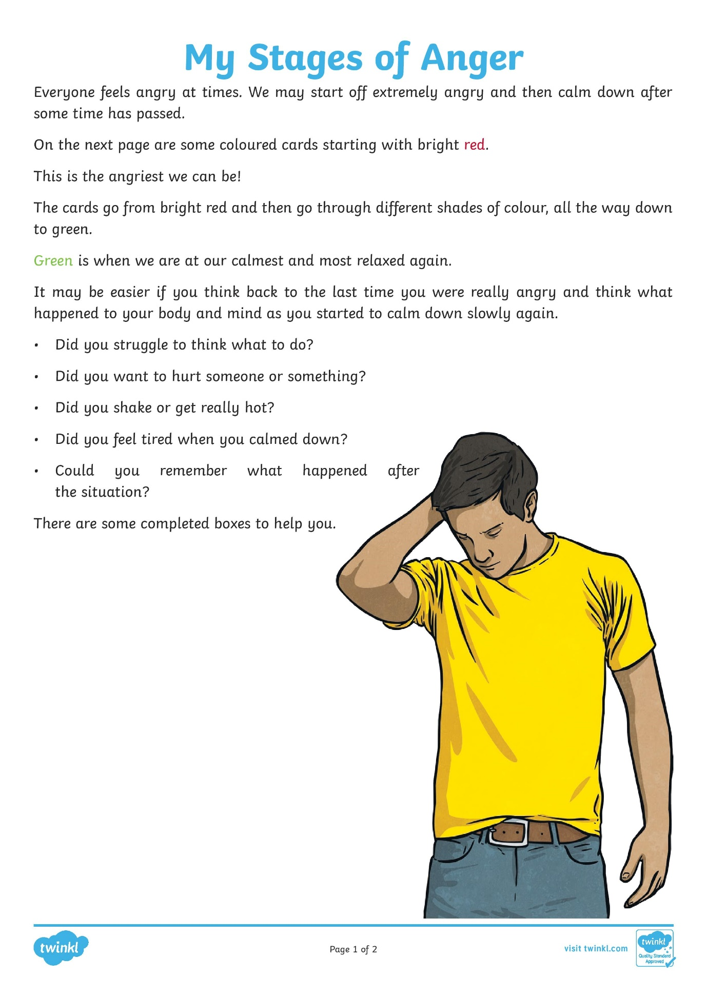 My Stages of Anger
Everyone feels angry at times. We may start off extremely angry and then calm down after
some time has passed.
On the next page are some coloured cards starting with bright red.
This is the angriest we can be!
The cards go from bright red and then go through different shades of colour, all the way down
to green.
Green is when we are at our calmest and most relaxed again.
It may be easier if you think back to the last time you were really angry and think what
happened to your body and mind as you started to calm down slowly again.
• Did you struggle to think what to do?
• Did you want to hurt someone or something?
• Did you shake or get really hot?
• Did you feel tired when you calmed down?
• Could you remember what happened after
the situation?
There are some completed boxes to help you.
twinkl
Page 1 of 2
visit twinkl.com
twinkl
Quality Standard
Approved